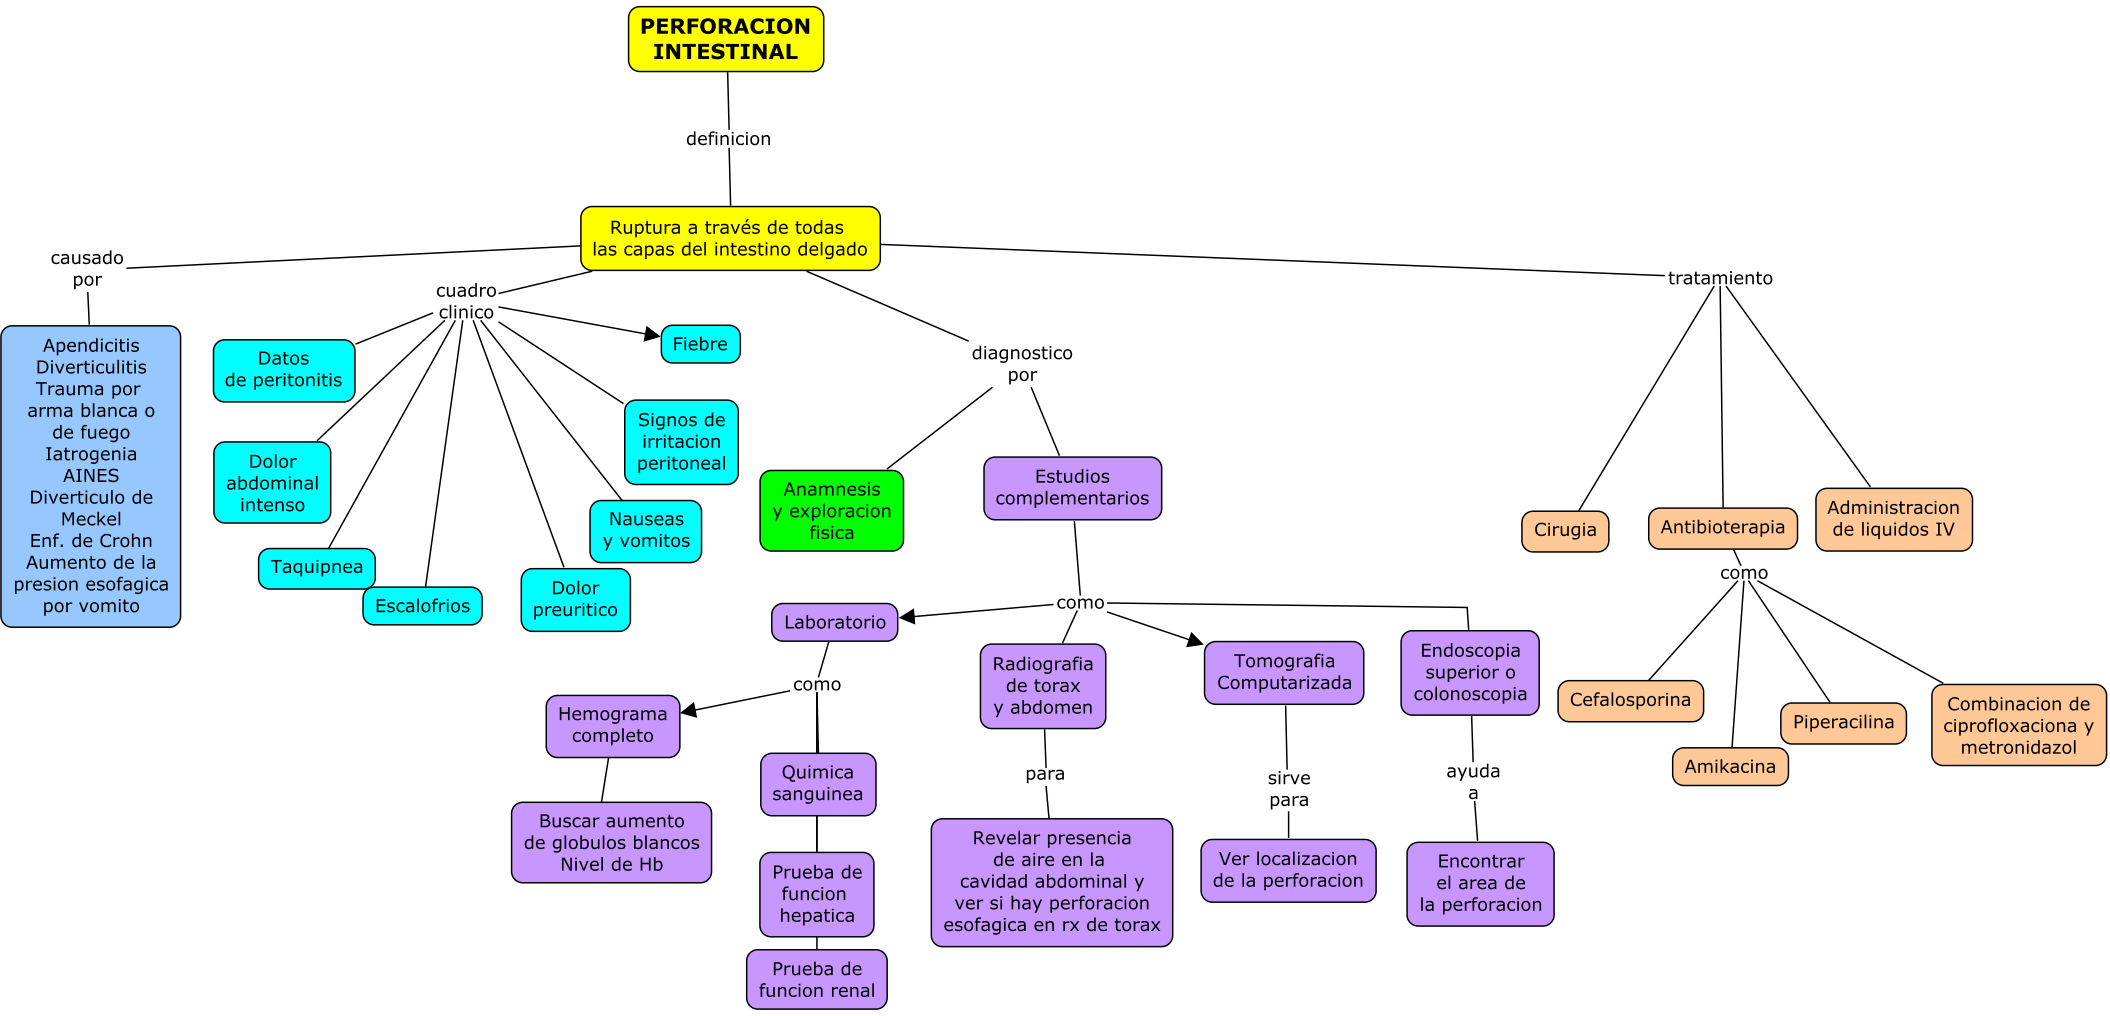 PERFORACION
INTESTINAL
definicion
Ruptura a través de todas
las capas del intestino delgado
causado
por
Apendicitis
Diverticulitis
Trauma por
arma blanca o
de fuego
Iatrogenia
AINES
Diverticulo de
Meckel
Enf. de Crohn
Aumento de la
presion esofagica
por vomito
cuadro
clinico
Datos
de peritonitis
Dolor
abdominal
intenso
Taquipnea
Escalofrios
Dolor
preuritico
Nauseas
y vomitos
Signos de
irritacion
peritoneal
Fiebre
diagnostico
por
Anamnesis
y exploracion
fisica
Estudios
complementarios
como
Laboratorio
como
Hemograma
completo
Buscar aumento
de globulos blancos
Nivel de Hb
Quimica
sanguinea
Prueba de
funcion
hepatica
Prueba de
funcion renal
Radiografia
de torax
y abdomen
para
Revelar presencia
de aire en la
cavidad abdominal y
ver si hay perforacion
esofagica en rx de torax
Tomografia
Computarizada
sirve
para
Ver localizacion
de la perforacion
Endoscopia
superior o
colonoscopia
ayuda
a
Encontrar
el area de
la perforacion
tratamiento
Cirugia
Antibioterapia
Administracion
de liquidos IV
como
Cefalosporina
Amikacina
Piperacilina
Combinacion de
ciprofloxaciona y
metronidazol